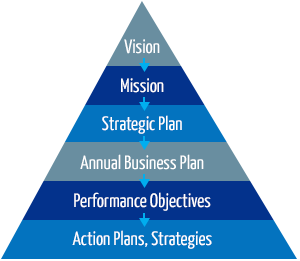 Vision
Mission
Strategic Plan
Annual Business Plan
Performance Objectives
Action Plans, Strategies